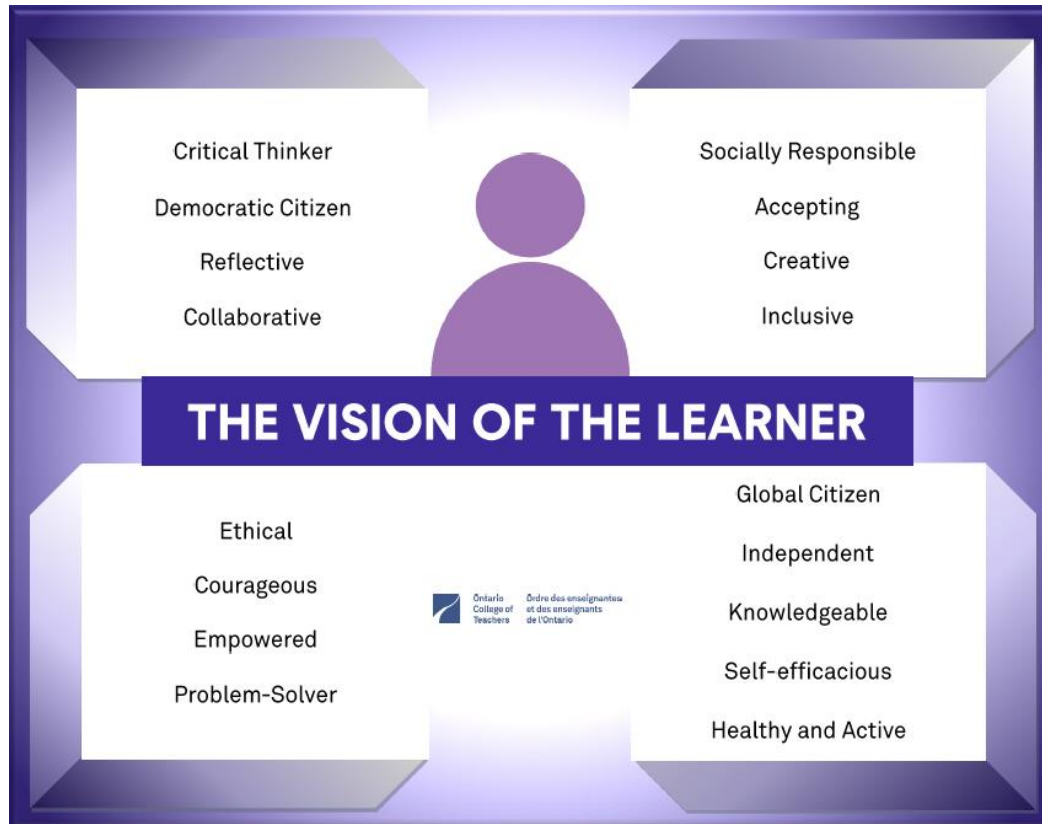 Critical Thinker
Democratic Citizen
Reflective
Collaborative
Socially Responsible
Accepting
Creative
Inclusive
THE VISION OF THE LEARNER
Ethical
Courageous
Empowered
Problem-Solver
Ontario
College of
Teachers
Ordre des enseignantes
et des enseignants
de l'Ontario
Global Citizen
Independent
Knowledgeable
Self-efficacious
Healthy and Active